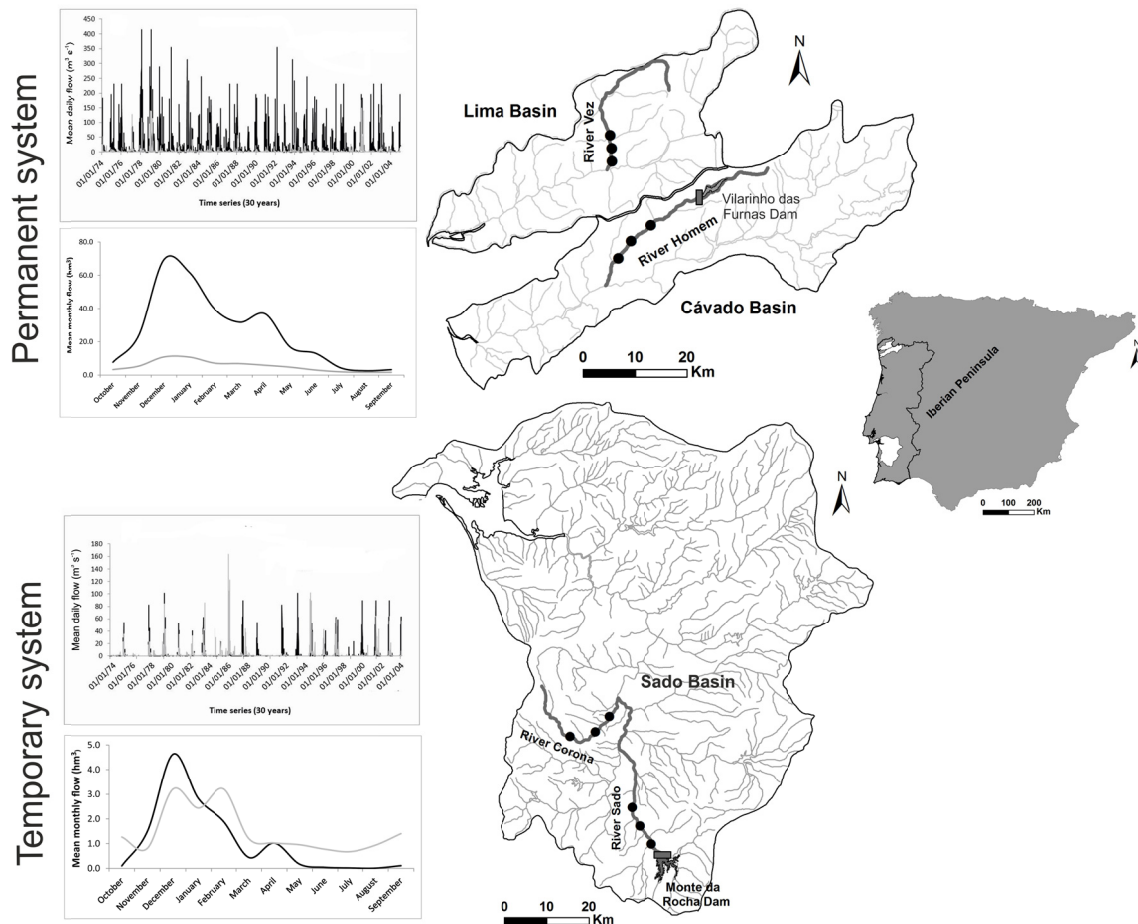 Permanent system
Mean daily flow (m³ s⁻¹)
450
400
350
300
250
200
150
100
50
0
01/01/74
01/01/76
01/01/78
01/01/80
01/01/82
01/01/84
01/01/86
01/01/88
01/01/90
01/01/92
01/01/94
01/01/96
01/01/98
01/01/00
01/01/02
01/01/04
Time series (30 years)
Mean monthly flow (hm³)
80.0
60.0
40.0
20.0
0.0
October
November
December
January
February
March
April
May
June
July
August
September
Lima Basin
River Vez
N
Vilarinho das
Furnas Dam
River Homem
Cávado Basin
0 10 20
Km
Iberian Peninsula
N
0 100 200
Km
Temporary system
Mean daily flow (m³ s⁻¹)
180
160
140
120
100
80
60
40
20
0
01/01/74
01/01/76
01/01/78
01/01/80
01/01/82
01/01/84
01/01/86
01/01/88
01/01/90
01/01/92
01/01/94
01/01/96
01/01/98
01/01/00
01/01/02
01/01/04
Time series (30 years)
Mean monthly flow (hm³)
5.0
4.0
3.0
2.0
1.0
0.0
October
November
December
January
February
March
April
May
June
July
August
September
N
Sado Basin
River Corona
River Sado
Monte da
Rocha Dam
0 10 20
Km